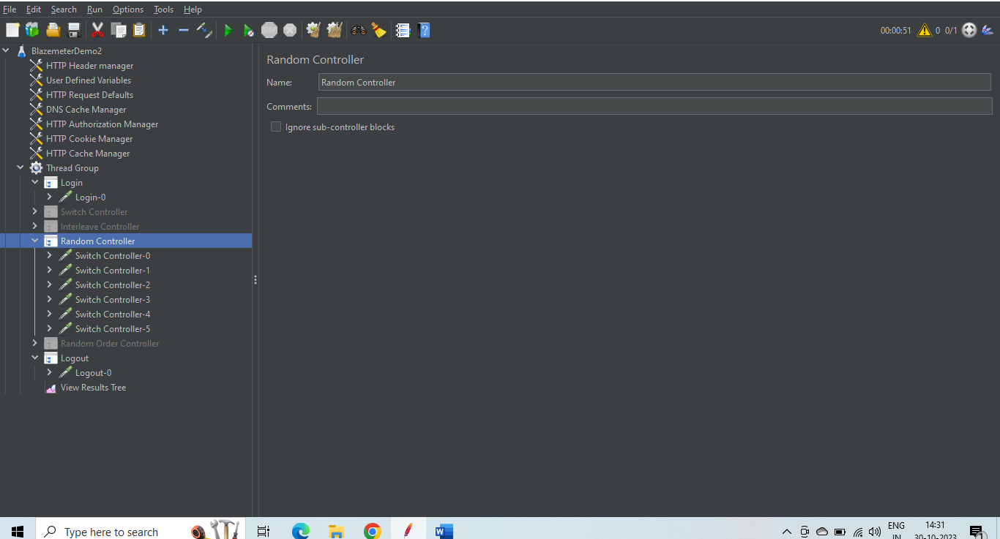 File Edit Search Run Options Tools Help
00:00:51 0 0/1
BlazemeterDemo2
HTTP Header manager
User Defined Variables
HTTP Request Defaults
DNS Cache Manager
HTTP Authorization Manager
HTTP Cookie Manager
HTTP Cache Manager
Thread Group
Login
Login-0
Switch Controller
Interleave Controller
Random Controller
Switch Controller-0
Switch Controller-1
Switch Controller-2
Switch Controller-3
Switch Controller-4
Switch Controller-5
Random Order Controller
Logout
Logout-0
View Results Tree
Random Controller
Name: Random Controller
Comments:
Ignore sub-controller blocks
Type here to search
ENG
IN
14:31
30-10-2023
1